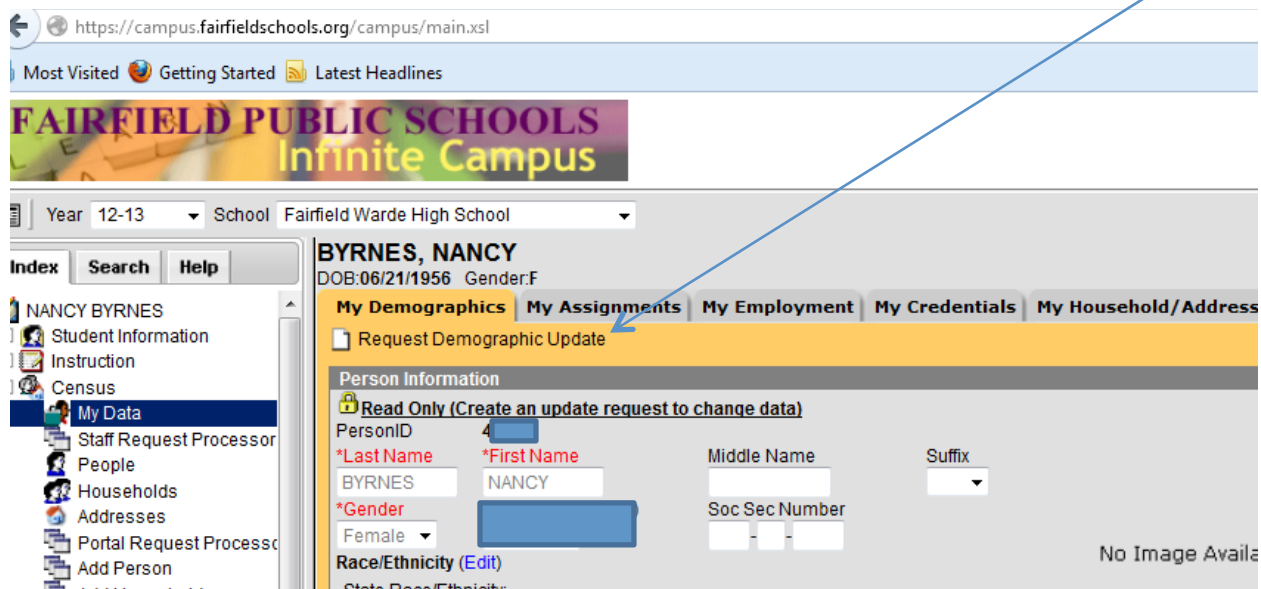 https://campus.fairfieldschools.org/campus/main.xsl
Most Visited Getting Started Latest Headlines
FAIRFIELD PUBLIC SCHOOLS
Infinite Campus
Year 12-13 School Fairfield Warde High School
Index Search Help
BYRNES, NANCY
DOB:06/21/1956 Gender:F
NANCY BYRNES
Student Information
Instruction
Census
My Data
Staff Request Processor
People
Households
Addresses
Portal Request
Add Person
My Demographics My Assignments My Employment My Credentials My Household/Address
Request Demographic Update
Person Information
Read Only (Create an update request to change data)
PersonID 4
*Last Name *First Name Middle Name Suffix
BYRNES NANCY
*Gender Soc Sec Number
Female - -
Race/Ethnicity (Edit)
No Image
State Race/Ethnicity: